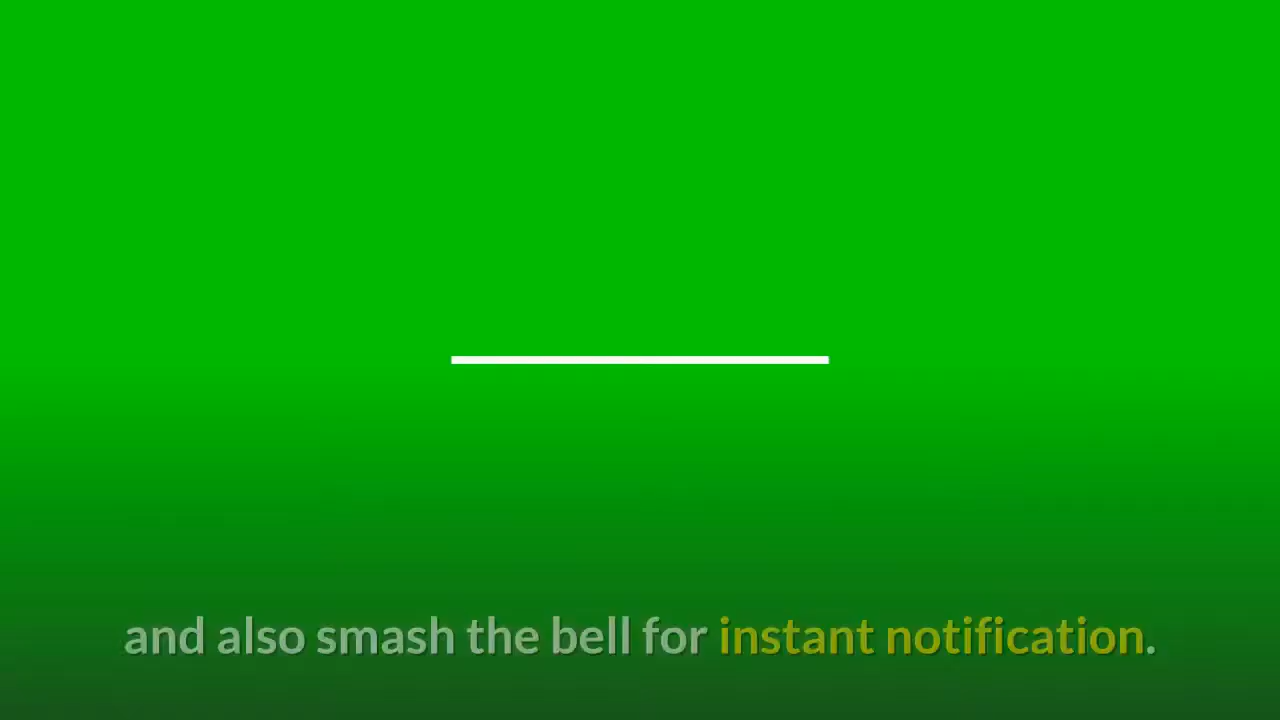 and also smash the bell for instant notification.